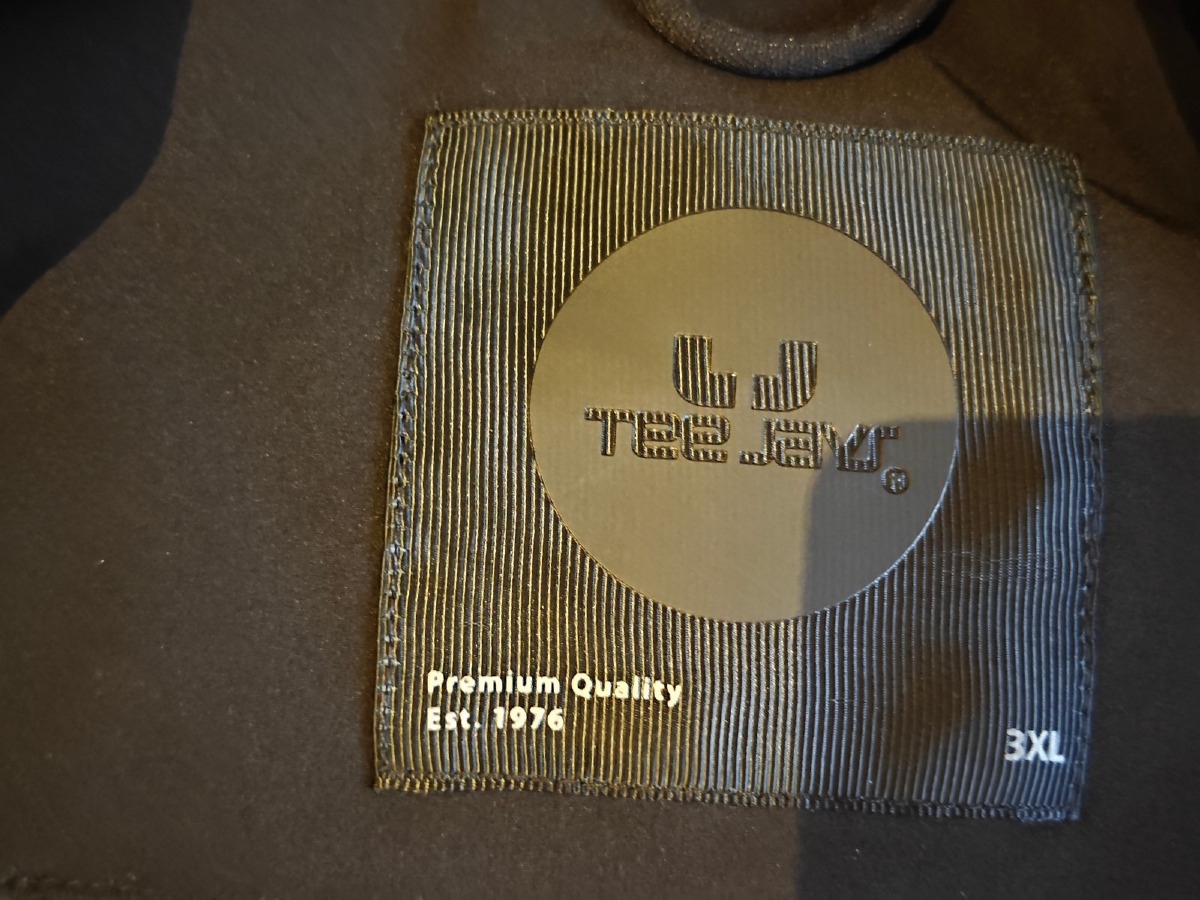 TJ
Tee Jays®
Premium Quality
Est. 1976
3XL